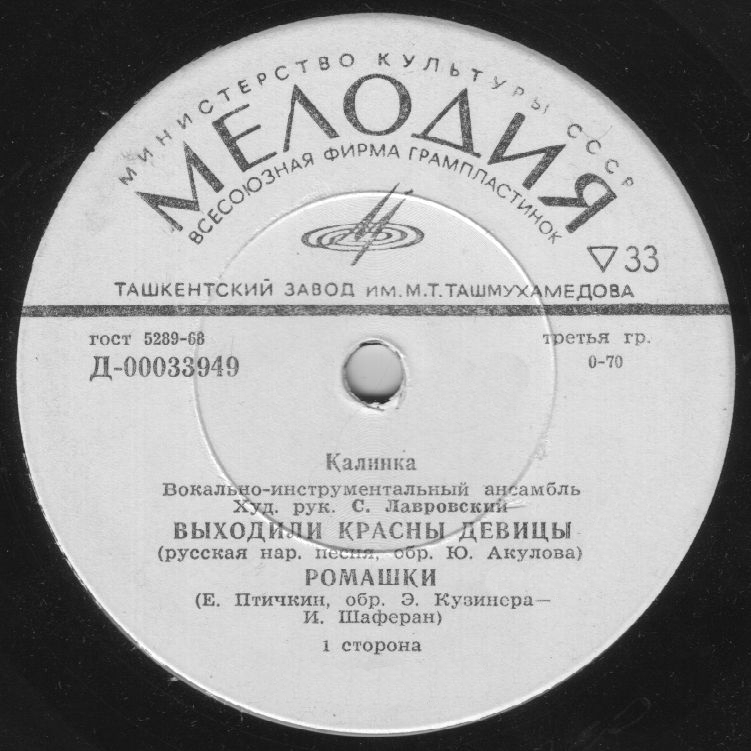 МИНИСТЕРСТВО КУЛЬТУРЫ СССР
МЕЛОДИЯ
ВСЕСОЮЗНАЯ ФИРМА ГРАМПЛАСТИНОК
33
ТАШКЕНТСКИЙ ЗАВОД ИМ. М.Т. ТАШМУХАМЕДОВА
гост 5289-68
третья гр.
Д-00033949
0-70
Калинка
Вокально-инструментальный ансамбль
Худ. рук. С. Лавровский
ВЫХОДИЛИ КРАСНЫ ДЕВИЦЫ
(русская нар. песня, обр. Ю. Акулова)
РОМАШКИ
(Е. Птичкин, обр. Э. Кузинера—
И. Шаферан)
1 сторона